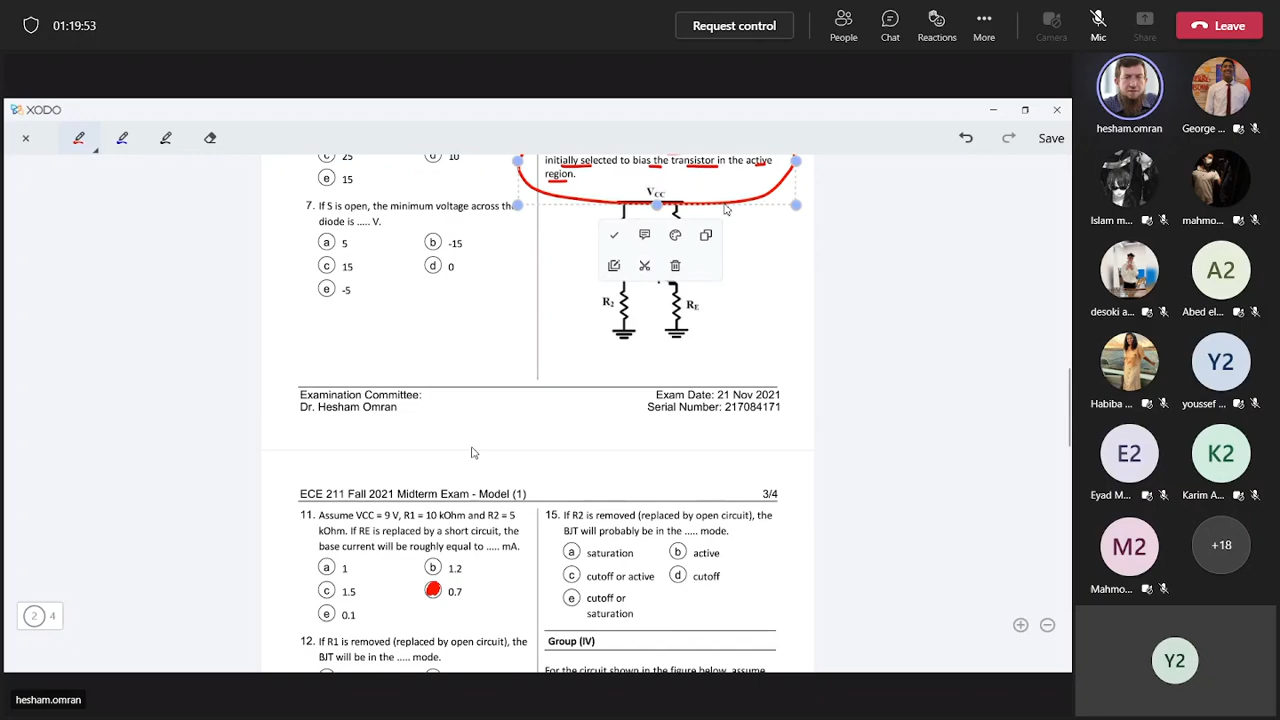 01:19:53
Request control
People
Chat
Reactions
More
Camera
Mic
Share
Leave
XODO
Save
c 25
d 10
e 15
7. If S is open, the minimum voltage across the
diode is ..... V.
a 5
b -15
c 15
d 0
e -5
initially selected to bias the transistor in the active
region.
VCC
R2
RE
Examination Committee:
Dr. Hesham Omran
Exam Date: 21 Nov 2021
Serial Number: 217084171
ECE 211 Fall 2021 Midterm Exam - Model (1)
3/4
11. Assume VCC = 9 V, R1 = 10 kOhm and R2 = 5
kOhm. If RE is replaced by a short circuit, the
base current will be roughly equal to ..... mA.
a 1
b 1.2
c 1.5
0.7
e 0.1
12. If R1 is removed (replaced by open circuit), the
BJT will be in the ..... mode.
15. If R2 is removed (replaced by open circuit), the
BJT will probably be in the ..... mode.
a saturation
b active
c cutoff or active
d cutoff
e cutoff or
saturation
Group (IV)
For the circuit shown in the figure below, assume
2 4
hesham.omran
George ...
Islam m...
mahmo...
desoki a...
A2
Abed el...
Habiba ...
Y2
youssef ...
E2
Eyad M...
K2
Karim A...
M2
Mahmo...
+18
Y2
hesham.omran